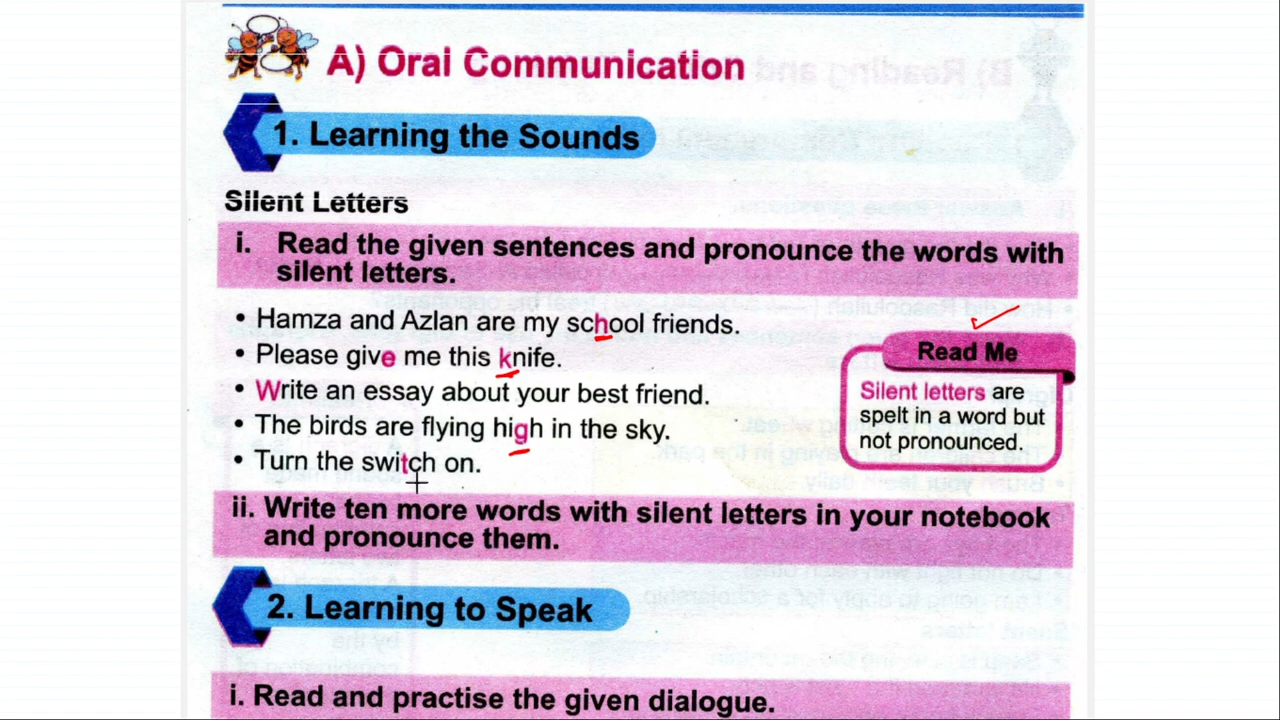 A) Oral Communication
1. Learning the Sounds
Silent Letters
i. Read the given sentences and pronounce the words with
silent letters.
• Hamza and Azlan are my school friends.
• Please give me this knife.
• Write an essay about your best friend.
• The birds are flying high in the sky.
• Turn the switch on.
Read Me
Silent letters are
spelt in a word but
not pronounced.
ii. Write ten more words with silent letters in your notebook
and pronounce them.
2. Learning to Speak
i. Read and practise the given dialogue.